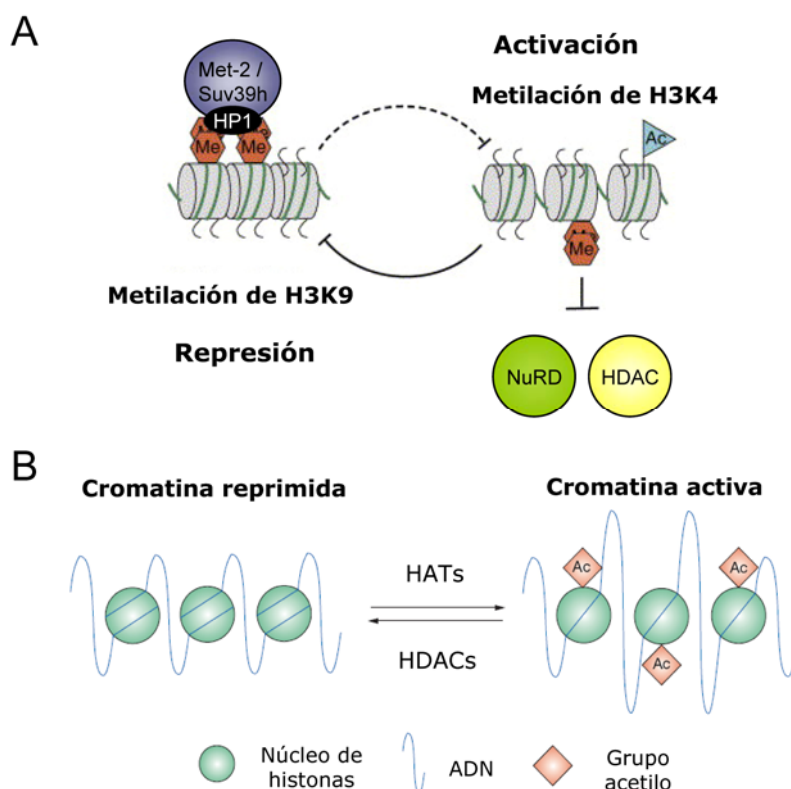 A
Activación
Metilación de H3K4
Met-2 /
Suv39h
HP1
Me
Me
Ac
Me
Metilación de H3K9
Represión
NuRD
HDAC
B
Cromatina reprimida
Cromatina activa
HATs
HDACs
Ac
Ac
Ac
Núcleo de
histonas
ADN
Grupo
acetilo